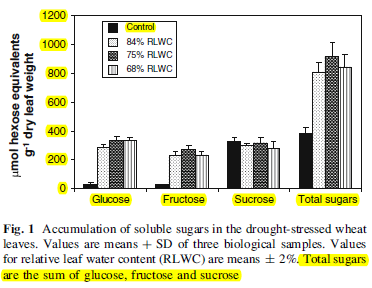 1200
1000
800
600
400
200
0
µmol hexose equivalents
g⁻¹ dry leaf weight
Control
84% RLWC
75% RLWC
68% RLWC
Glucose Fructose Sucrose Total sugars
Fig. 1 Accumulation of soluble sugars in the drought-stressed wheat
leaves. Values are means + SD of three biological samples. Values
for relative leaf water content (RLWC) are means ± 2%. Total sugars
are the sum of glucose, fructose and sucrose